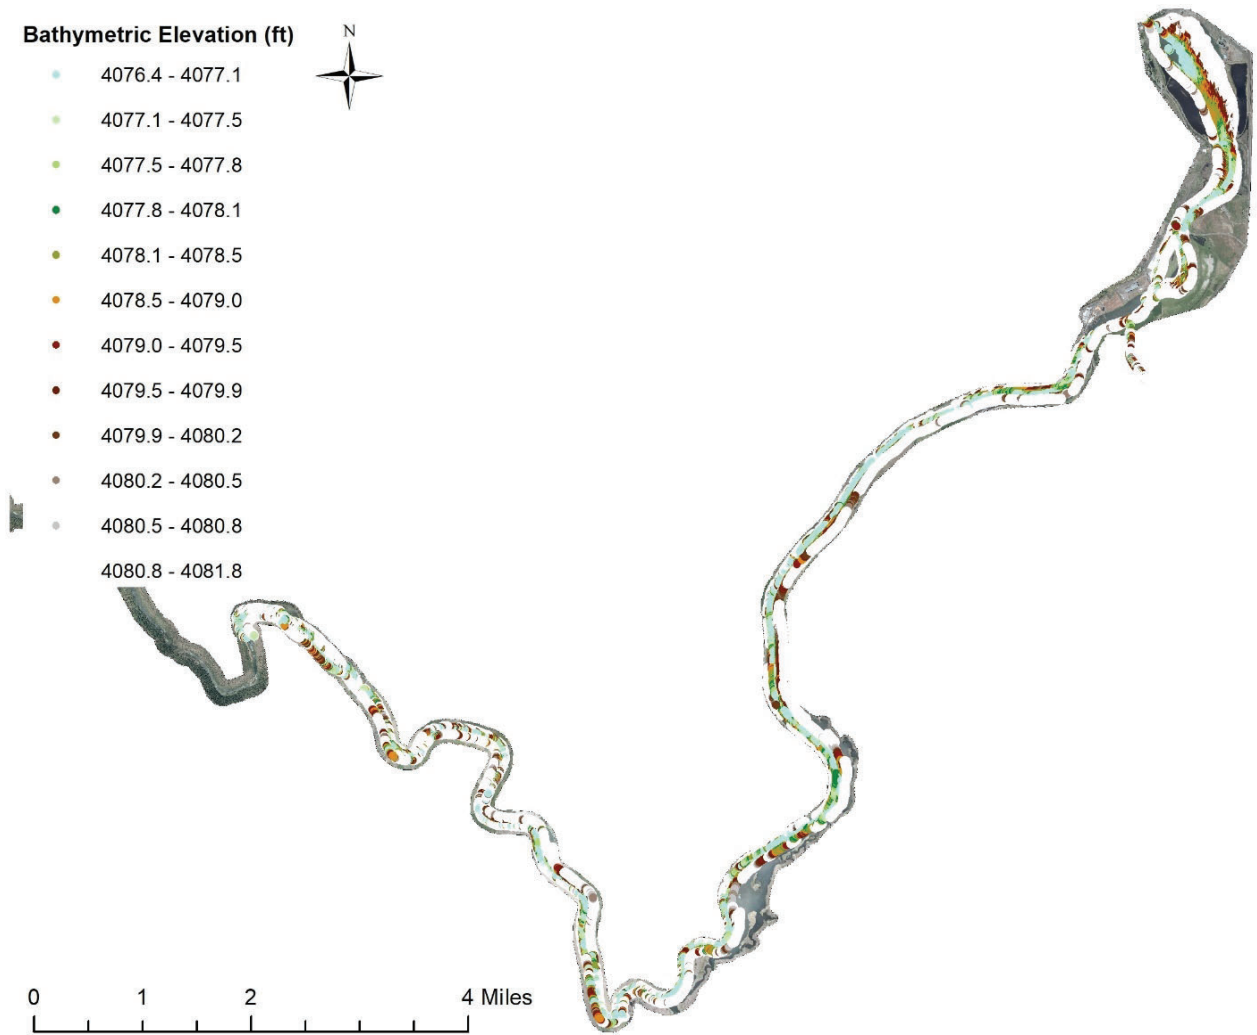 Bathymetric Elevation (ft)
N
4076.4 - 4077.1
4077.1 - 4077.5
4077.5 - 4077.8
4077.8 - 4078.1
4078.1 - 4078.5
4078.5 - 4079.0
4079.0 - 4079.5
4079.5 - 4079.9
4079.9 - 4080.2
4080.2 - 4080.5
4080.5 - 4080.8
4080.8 - 4081.8
0 1 2 4 Miles